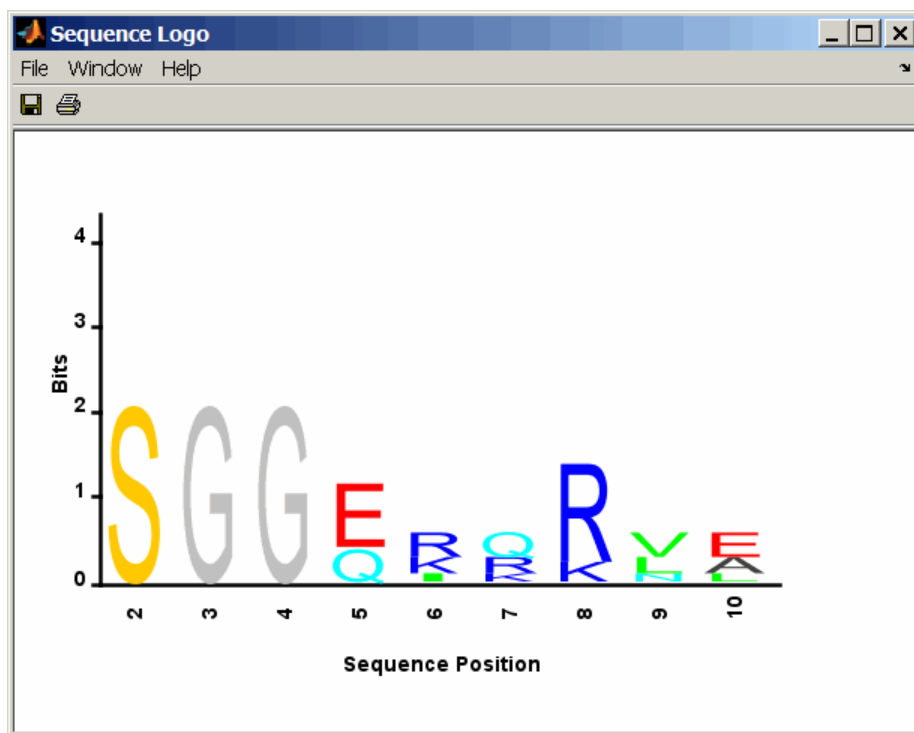 Sequence Logo
File Window Help
4
3
2
1
0
Bits
S G G E R Q R V E
Q K R K L A
I K N L
2 3 4 5 6 7 8 9 10
Sequence Position